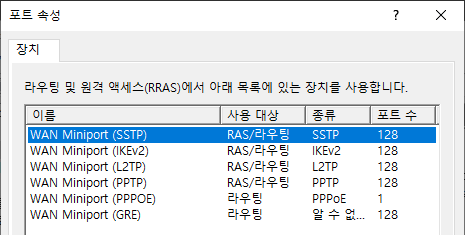 포트 속성
장치
라우팅 및 원격 액세스(RRAS)에서 아래 목록에 있는 장치를 사용합니다.
이름 사용 대상 종류 포트 수
WAN Miniport (SSTP) RAS/라우팅 SSTP 128
WAN Miniport (IKEv2) RAS/라우팅 IKEv2 128
WAN Miniport (L2TP) RAS/라우팅 L2TP 128
WAN Miniport (PPTP) RAS/라우팅 PPTP 128
WAN Miniport (PPPOE) 라우팅 PPPoE 1
WAN Miniport (GRE) 라우팅 알 수 없... 128